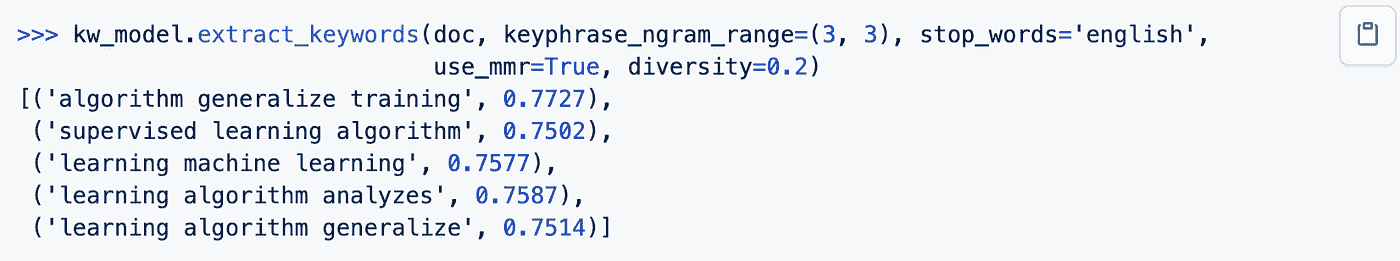 >>> kw_model.extract_keywords(doc, keyphrase_ngram_range=(3, 3), stop_words='english',
                              use_mmr=True, diversity=0.2)
[('algorithm generalize training', 0.7727),
 ('supervised learning algorithm', 0.7502),
 ('learning machine learning', 0.7577),
 ('learning algorithm analyzes', 0.7587),
 ('learning algorithm generalize', 0.7514)]